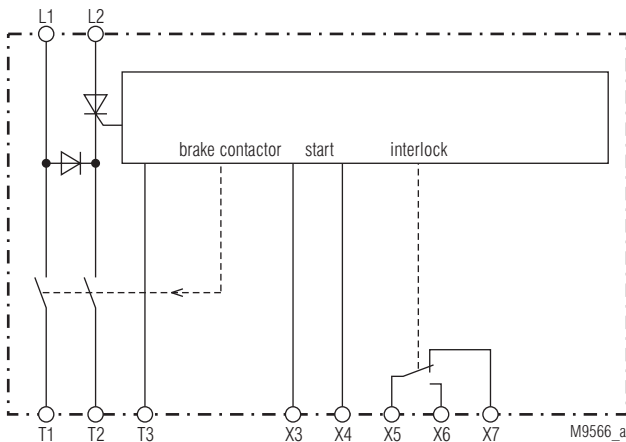 L1 L2
brake contactor start interlock
T1 T2 T3 X3 X4 X5 X6 X7
M9566_a